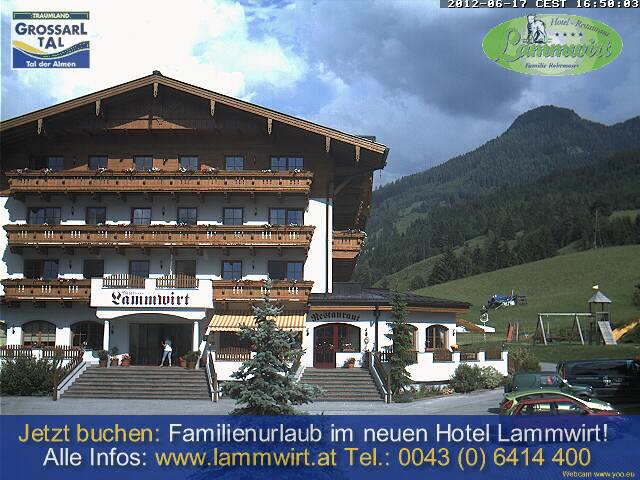 2012-06-17 CEST 16:50:03
TRAUMLAND
GROSSARL
TAL
Tal der Almen
Hotel - Restaurant
Lammwirt
Familie Rohrmoser
Lammwirt
Restaurant
Jetzt buchen: Familienurlaub im neuen Hotel Lammwirt!
Alle Infos: www.lammwirt.at Tel.: 0043 (0) 6414 400
Webcam www.yoo.eu